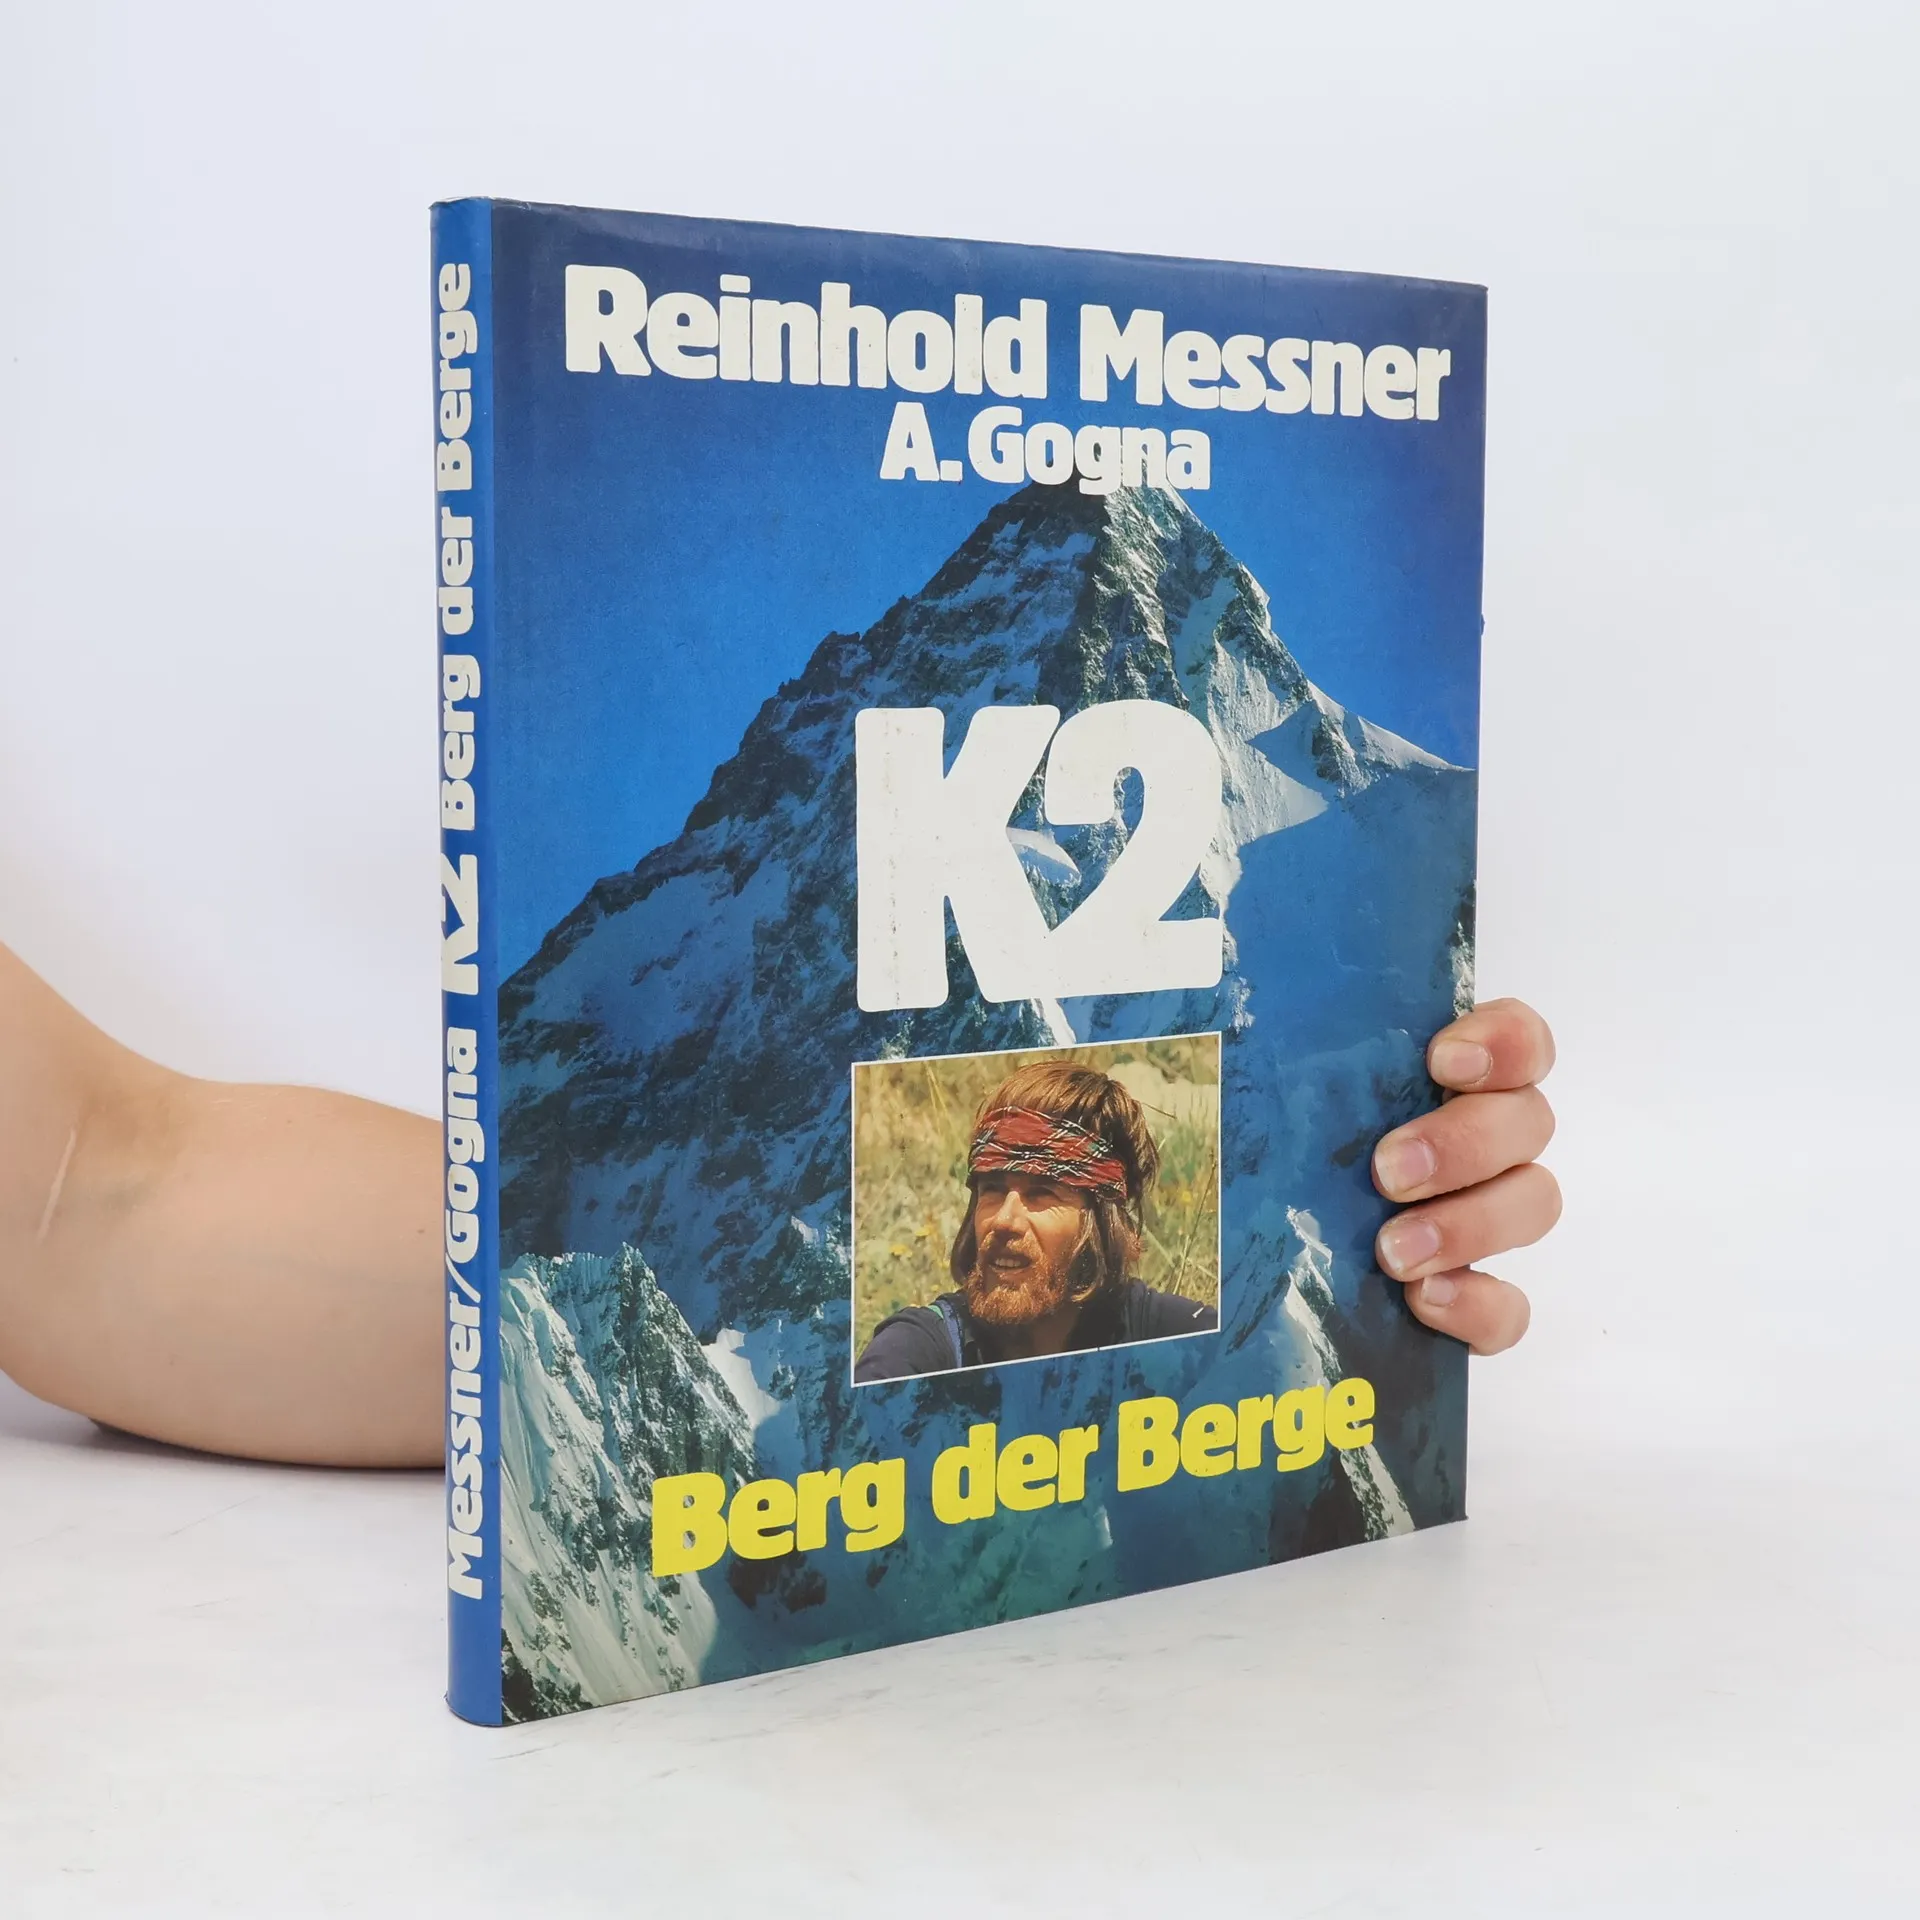 Messner/Gogna K2 Berg der Berge
Reinhold Messner
A. Gogna
K2
Berg der Berge